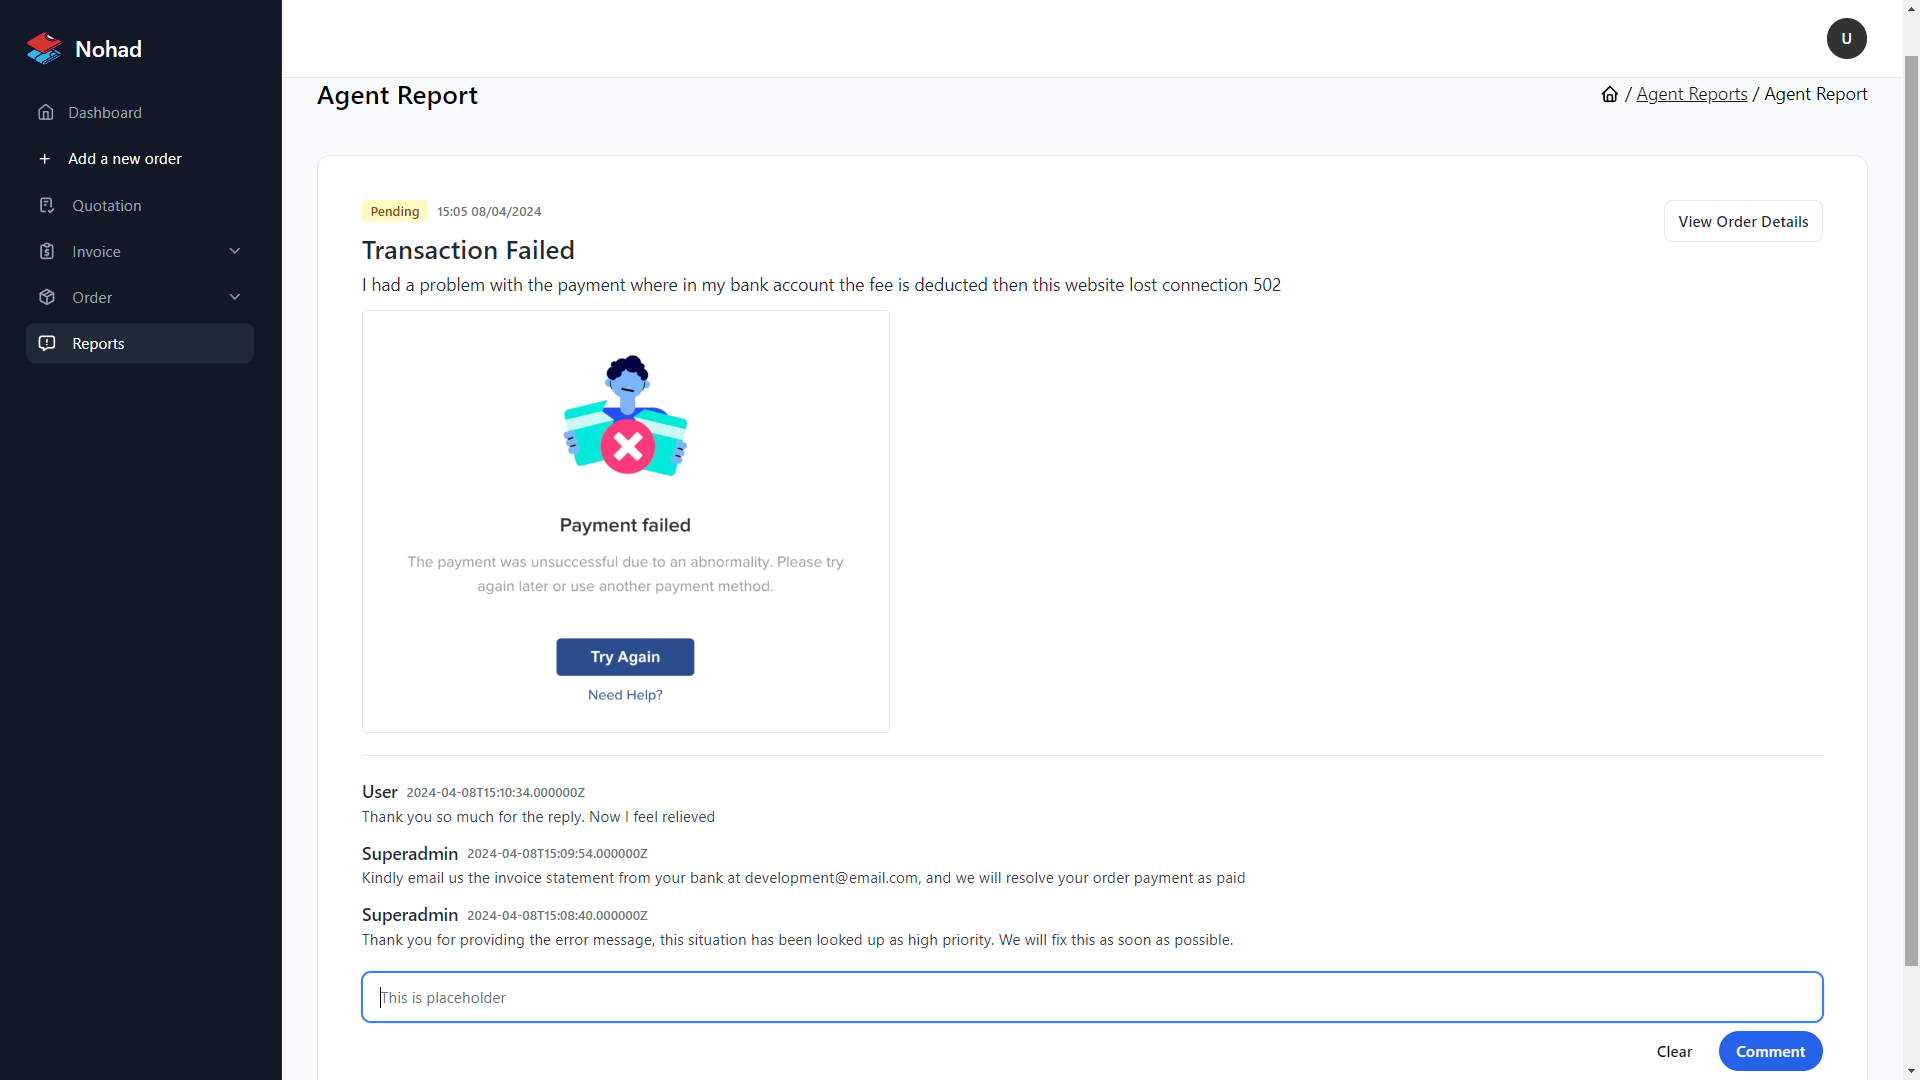 Nohad
Dashboard
Add a new order
Quotation
Invoice
Order
Reports
U
Agent Report
/ Agent Reports / Agent Report
Pending 15:05 08/04/2024
View Order Details
Transaction Failed
I had a problem with the payment where in my bank account the fee is deducted then this website lost connection 502
Payment failed
The payment was unsuccessful due to an abnormality. Please try
again later or use another payment method.
Try Again
Need Help?
User 2024-04-08T15:10:34.000000Z
Thank you so much for the reply. Now I feel relieved
Superadmin 2024-04-08T15:09:54.000000Z
Kindly email us the invoice statement from your bank at development@email.com, and we will resolve your order payment as paid
Superadmin 2024-04-08T15:08:40.000000Z
Thank you for providing the error message, this situation has been looked up as high priority. We will fix this as soon as possible.
This is placeholder
Clear
Comment